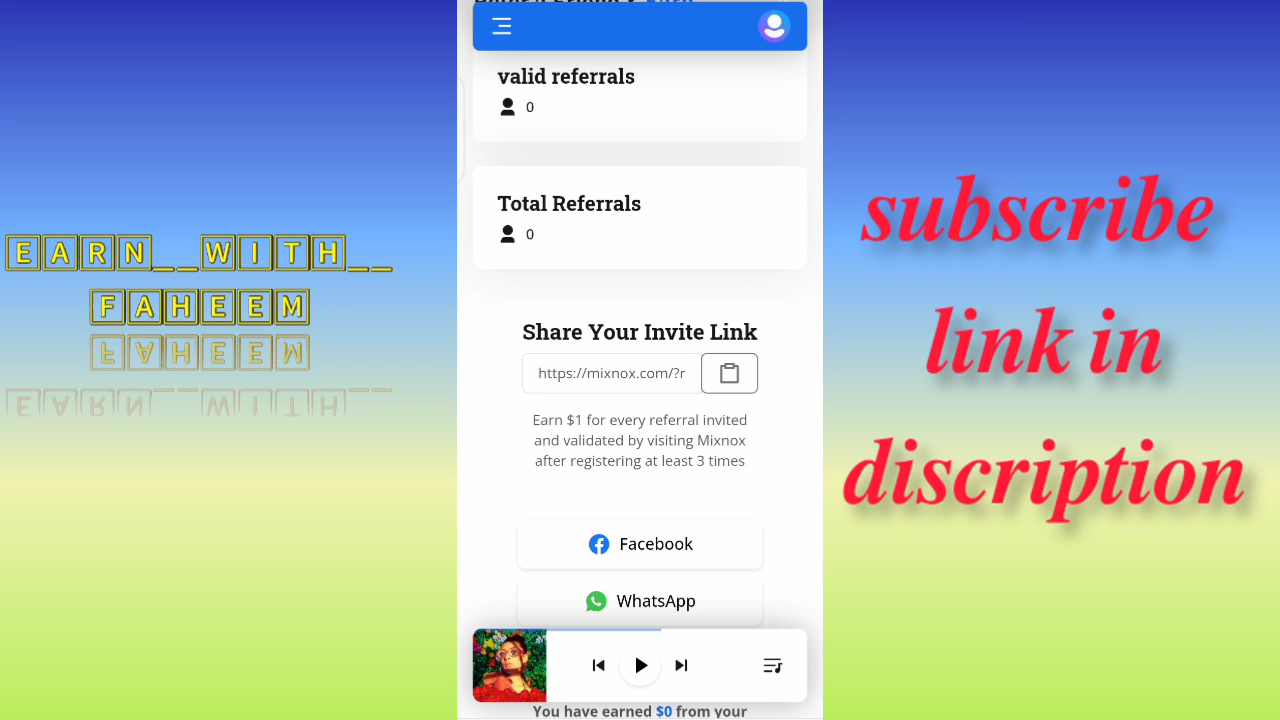 EARN__WITH__
FAHEEM
valid referrals
0
Total Referrals
0
Share Your Invite Link
https://mixnox.com/?r
Earn $1 for every referral invited
and validated by visiting Mixnox
after registering at least 3 times
Facebook
WhatsApp
You have earned $0 from your
subscribe
link in
discription